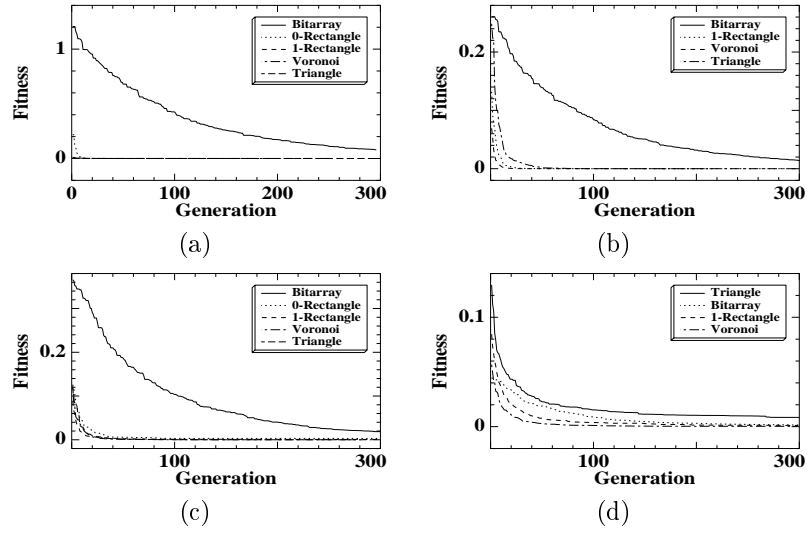 Fitness
1
0
0
100
200
300
Generation
Bitarray
0-Rectangle
1-Rectangle
Voronoi
Triangle
(a)
Fitness
0.2
0
100
300
Generation
Bitarray
1-Rectangle
Voronoi
Triangle
(b)
Fitness
0.2
0
100
300
Generation
Bitarray
0-Rectangle
1-Rectangle
Voronoi
Triangle
(c)
Fitness
0.1
0
100
300
Generation
Triangle
Bitarray
1-Rectangle
Voronoi
(d)